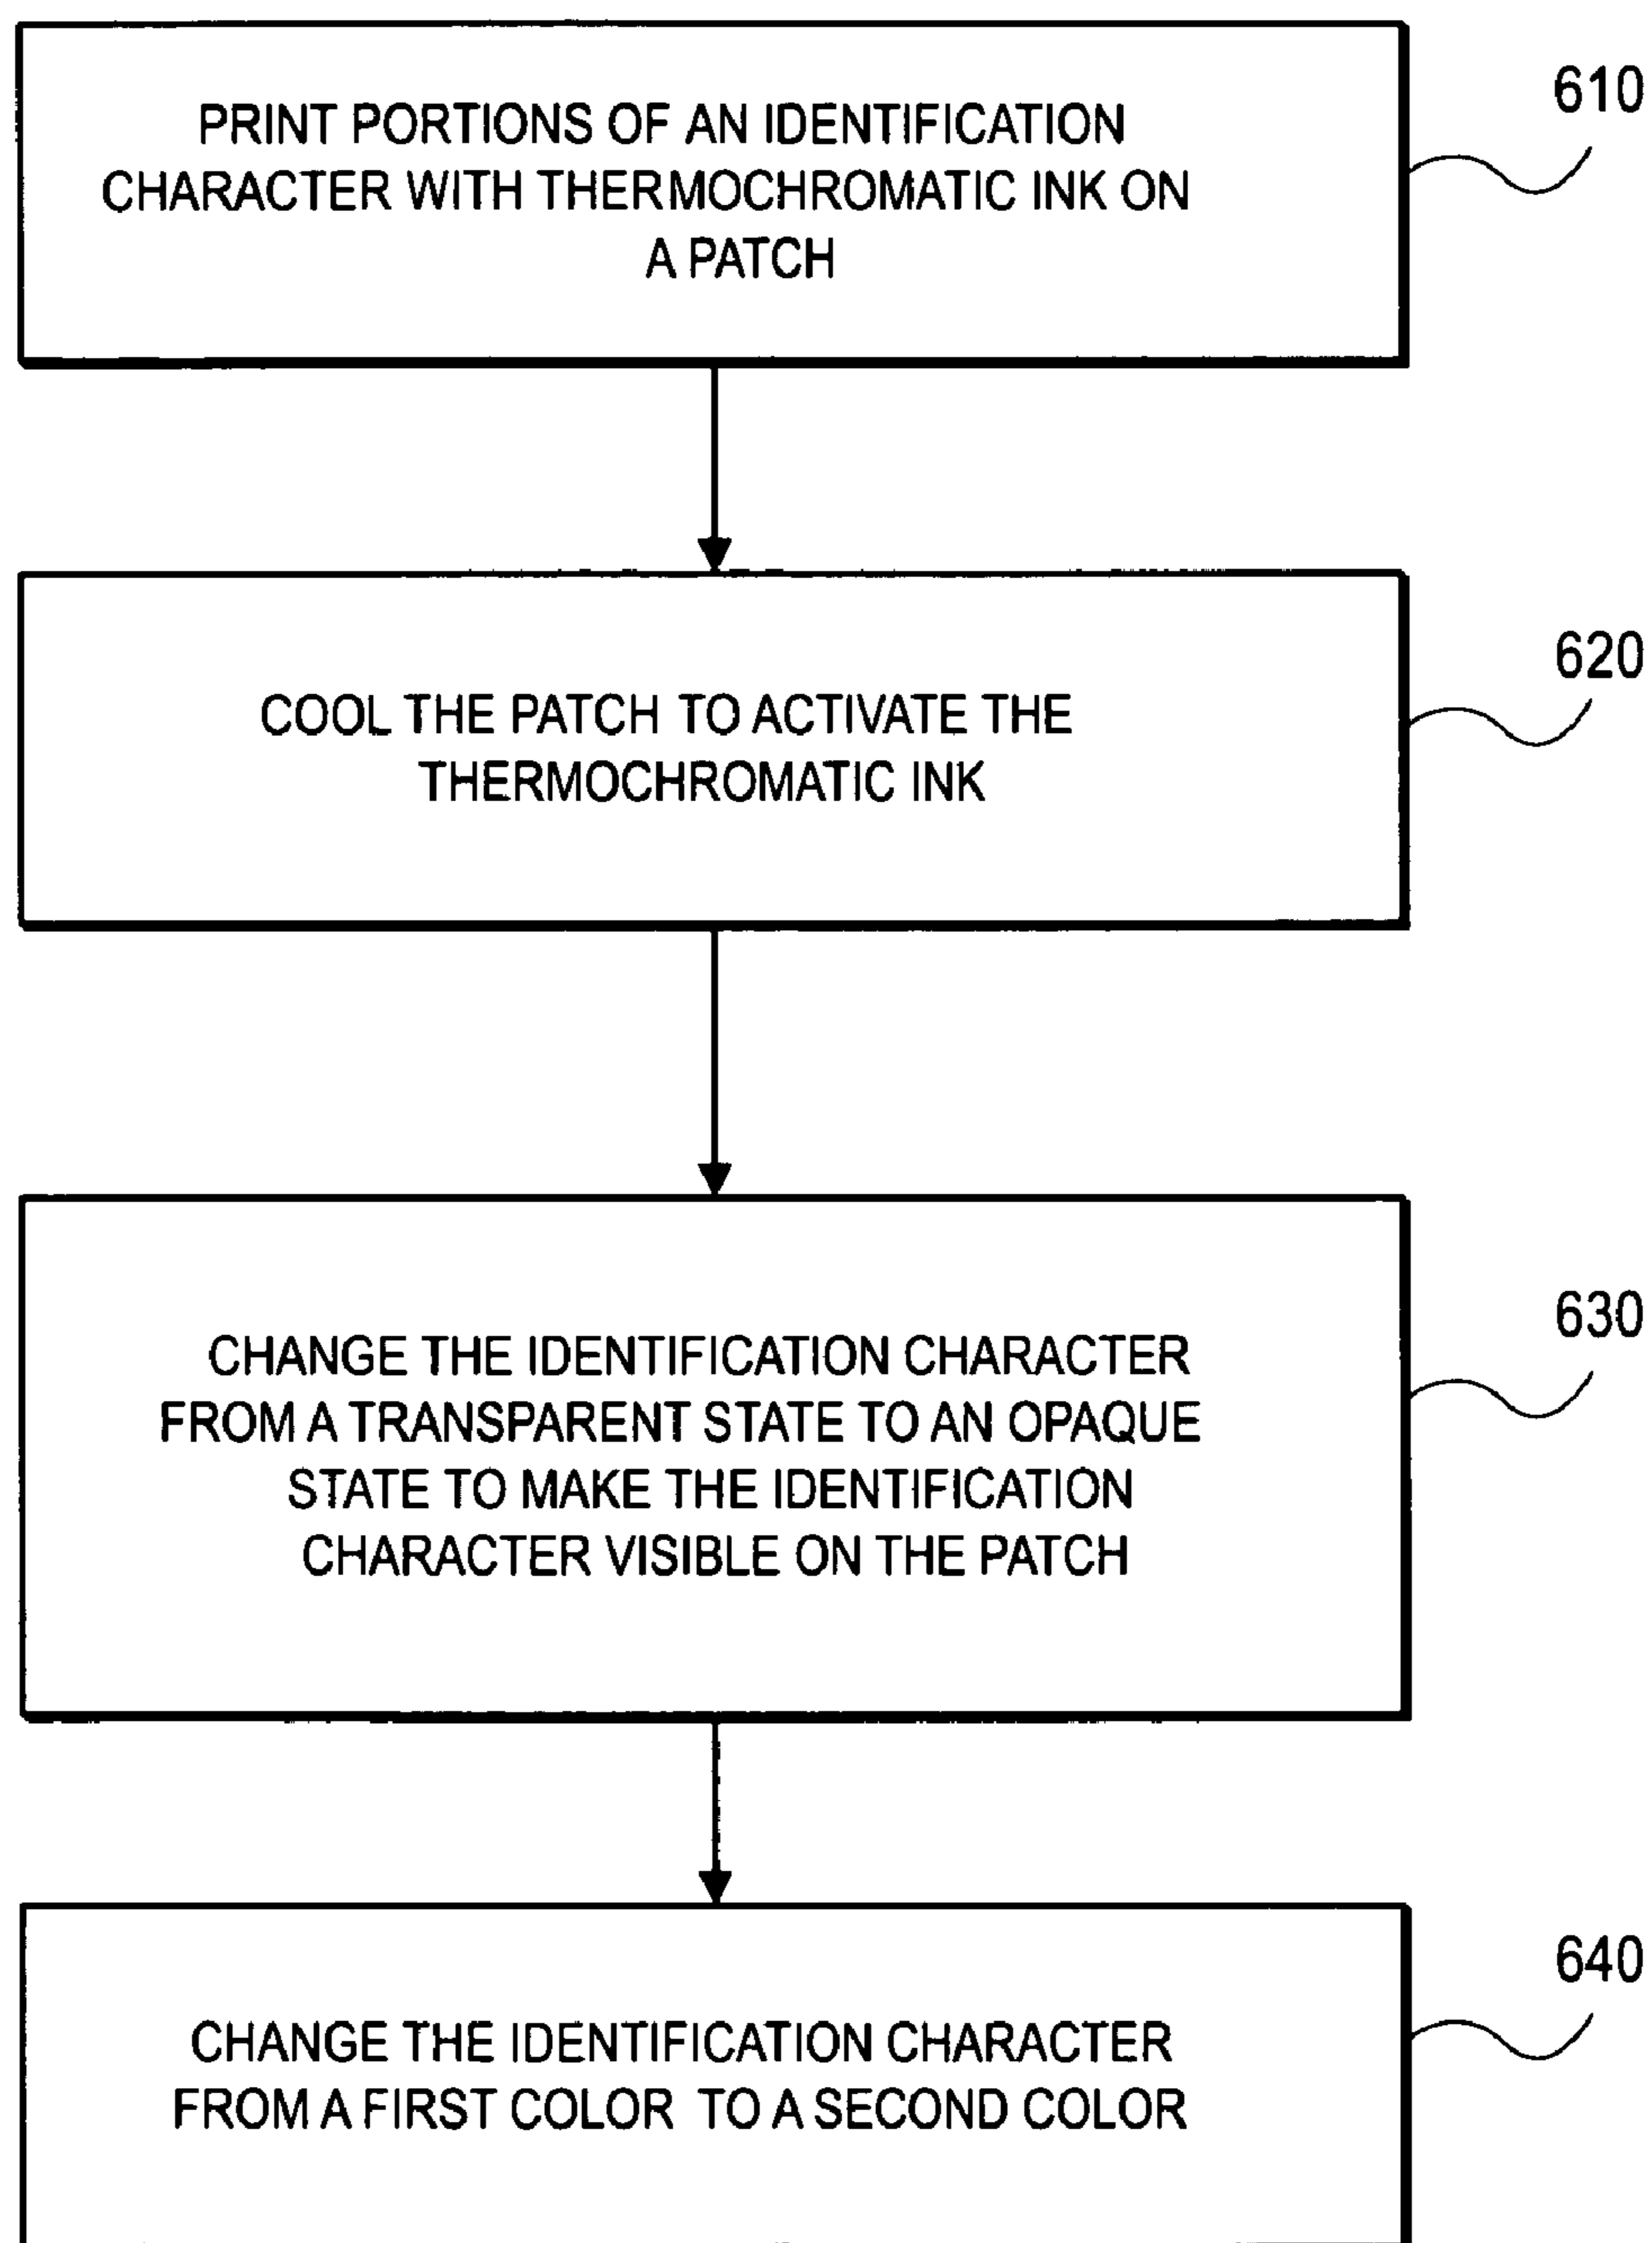 PRINT PORTIONS OF AN IDENTIFICATION
CHARACTER WITH THERMOCHROMATIC INK ON
A PATCH
610
COOL THE PATCH TO ACTIVATE THE
THERMOCHROMATIC INK
620
CHANGE THE IDENTIFICATION CHARACTER
FROM A TRANSPARENT STATE TO AN OPAQUE
STATE TO MAKE THE IDENTIFICATION
CHARACTER VISIBLE ON THE PATCH
630
CHANGE THE IDENTIFICATION CHARACTER
FROM A FIRST COLOR TO A SECOND COLOR
640